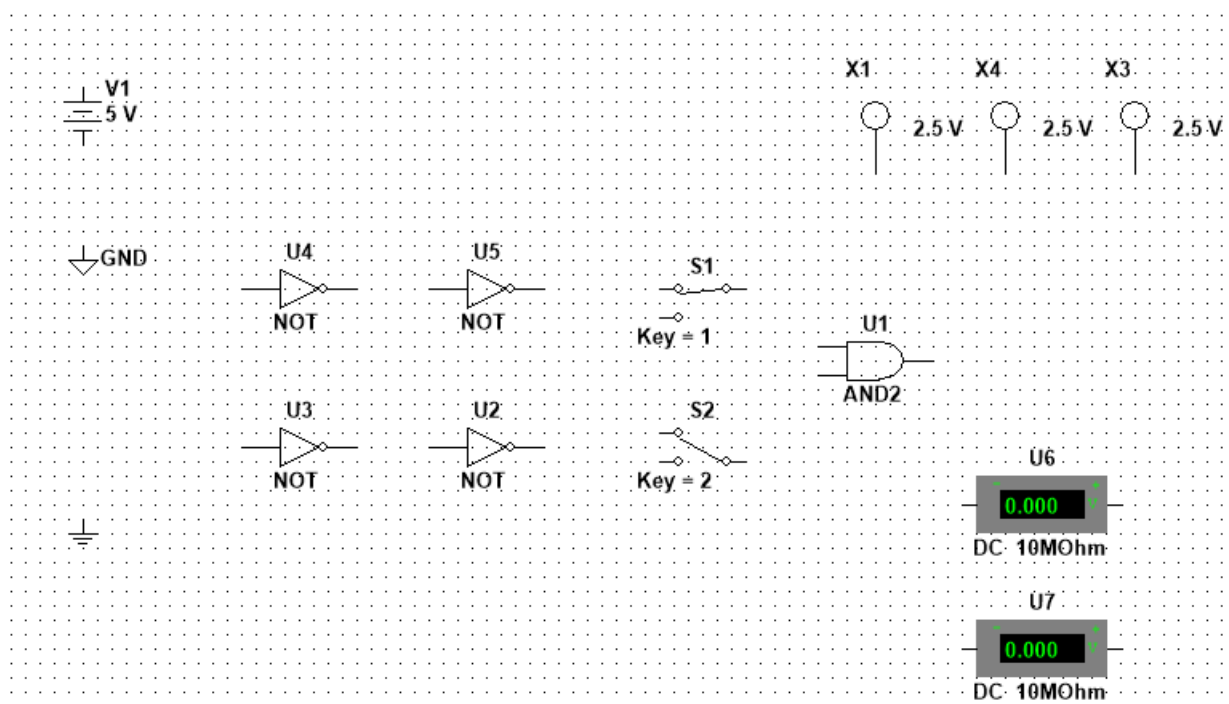 X1
X4
X3
V1
5 V
2.5 V
2.5 V
2.5 V
GND
U4
NOT
U5
NOT
S1
Key = 1
U1
AND2
U3
NOT
U2
NOT
S2
Key = 2
U6
- +
0.000 V
DC 10MOhm
U7
- +
0.000 V
DC 10MOhm